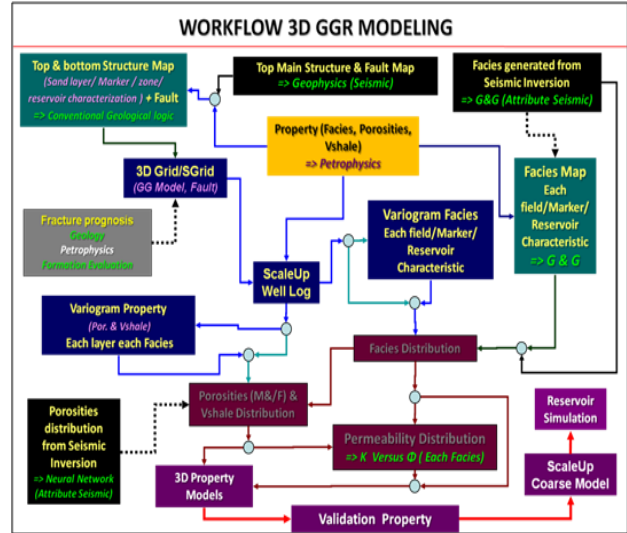 WORKFLOW 3D GGR MODELING
Top & bottom Structure Map
(Sand layer/ Marker / zone/
reservoir characterization ) + Fault
=> Conventional Geological logic
Top Main Structure & Fault Map
=> Geophysics (Seismic)
Facies generated from
Seismic Inversion
=> G&G (Attribute Seismic)
Property (Facies, Porosities,
Vshale)
=> Petrophysics
3D Grid/SGrid
(GG Model, Fault)
Facies Map
Each
field/Marker/
Reservoir
Characteristic
=> G & G
Fracture prognosis
Geology
Petrophysics
Formation Evaluation
Variogram Facies
Each field/Marker/
Reservoir
Characteristic
ScaleUp
Well Log
Variogram Property
(Por. & Vshale)
Each layer each Facies
Facies Distribution
Porosities (M&/F) &
Vshale Distribution
Porosities
distribution
from Seismic
Inversion
=> Neural Network
(Attribute Seismic)
Permeability Distribution
=> K Versus Φ ( Each Facies)
Reservoir
Simulation
3D Property
Models
ScaleUp
Coarse Model
Validation Property